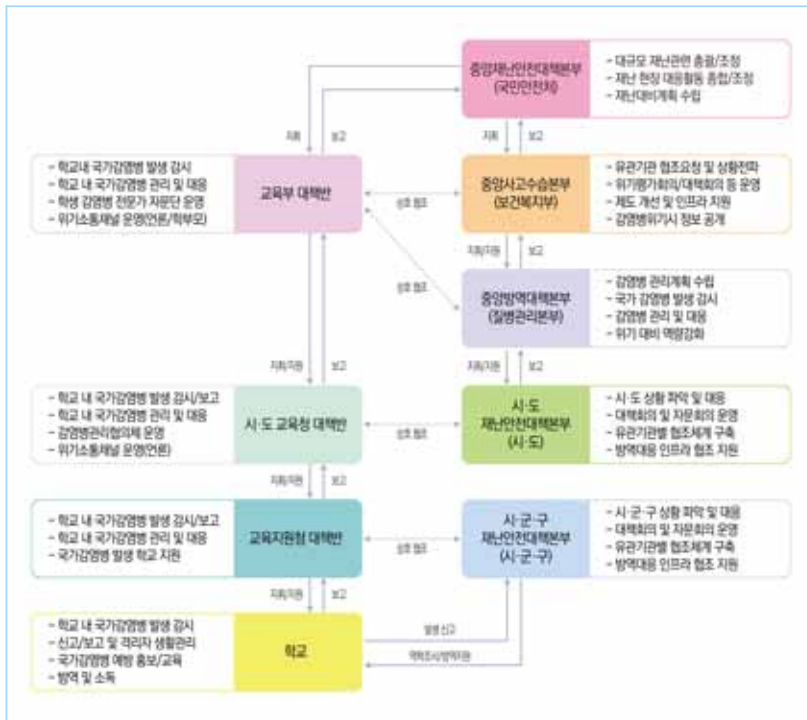 중앙재난안전대책본부
(국민안전처)
- 대규모 재난관련 총괄/조정
- 재난 현장 대응활동 종합/조정
- 재난대비계획 수립
지휘
보고
지휘
보고
- 학교내 국가감염병 발생 감시
- 학교 내 국가감염병 관리 및 대응
- 학생 감염병 전문가 자문단 운영
- 위기소통채널 운영(언론/학부모)
교육부 대책반
상호 협조
중앙사고수습본부
(보건복지부)
- 유관기관 협조요청 및 상황전파
- 위기평가회의/대책회의 등 운영
- 제도 개선 및 인프라 지원
- 감염병위기시 정보 공개
지휘/지원
보고
상호 협조
중앙방역대책본부
(질병관리본부)
- 감염병 관리계획 수립
- 국가 감염병 발생 감시
- 감염병 관리 및 대응
- 위기 대비 역량강화
지휘/지원
보고
지휘/지원
보고
- 학교 내 국가감염병 발생 감시/보고
- 학교 내 국가감염병 관리 및 대응
- 감염병관리협의체 운영
- 위기소통채널 운영(언론)
시·도 교육청 대책반
상호 협조
시·도
재난안전대책본부
(시·도)
- 시·도 상황 파악 및 대응
- 대책회의 및 자문회의 운영
- 유관기관별 협조체계 구축
- 방역대응 인프라 협조 지원
지휘/지원
보고
- 학교 내 국가감염병 발생 감시/보고
- 학교 내 국가감염병 관리 및 대응
- 국가감염병 발생 학교 지원
교육지원청 대책반
상호 협조
시·군·구
재난안전대책본부
(시·군·구)
- 시·군·구 상황 파악 및 대응
- 대책회의 및 자문회의 운영
- 유관기관별 협조체계 구축
- 방역대응 인프라 협조 지원
지휘/지원
보고
- 학교 내 국가감염병 발생 감시
- 신고/보고 및 격리자 생활관리
- 국가감염병 예방 홍보/교육
- 방역 및 소독
학교
발생 신고
역학조사/방역지원